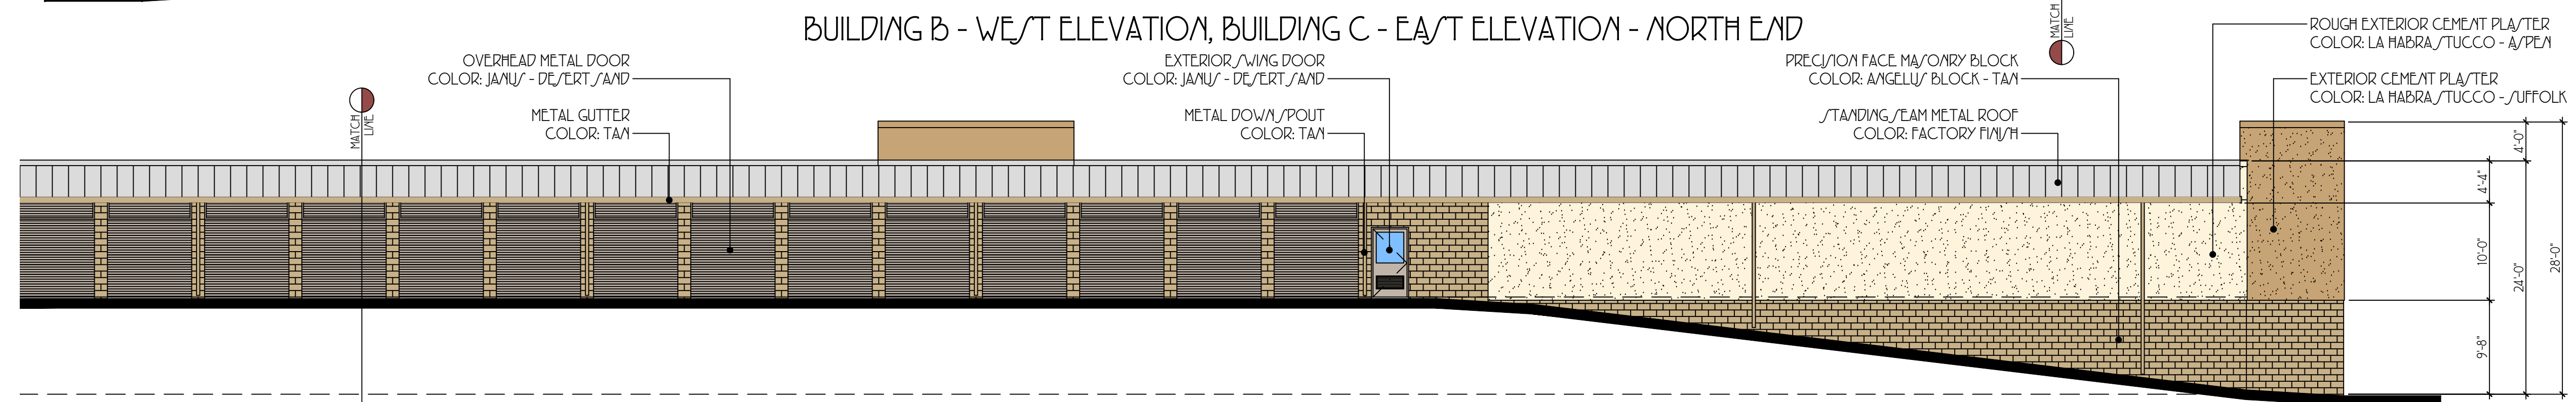 BUILDING B - WEST ELEVATION, BUILDING C - EAST ELEVATION - NORTH END
MATCH
LINE
OVERHEAD METAL DOOR
COLOR: JANUS - DESERT SAND
METAL GUTTER
COLOR: TAN
EXTERIOR SWING DOOR
COLOR: JANUS - DESERT SAND
METAL DOWNSPOUT
COLOR: TAN
PRECISION FACE MASONRY BLOCK
COLOR: ANGELUS BLOCK - TAN
STANDING SEAM METAL ROOF
COLOR: FACTORY FINISH
MATCH
LINE
ROUGH EXTERIOR CEMENT PLASTER
COLOR: LA HABRA STUCCO - ASPEN
EXTERIOR CEMENT PLASTER
COLOR: LA HABRA STUCCO - SUFFOLK
4'-0"
4'-4"
10'-0"
9'-8"
24'-0"
28'-0"